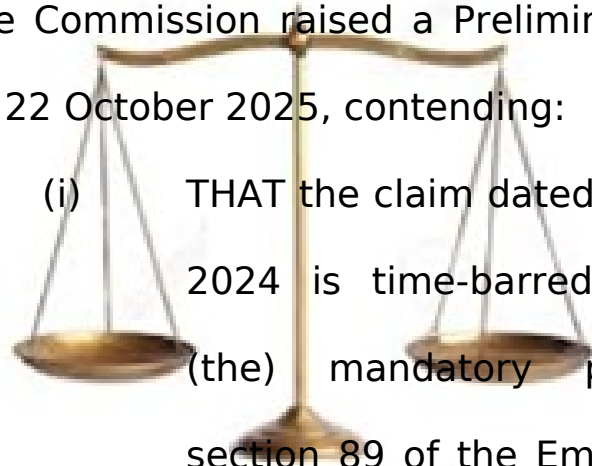 e Commission raised a Prelimin
22 October 2025, contending:
(i) THAT the claim dated
2024 is time-barred
(the) mandatory p
section 89 of the Em